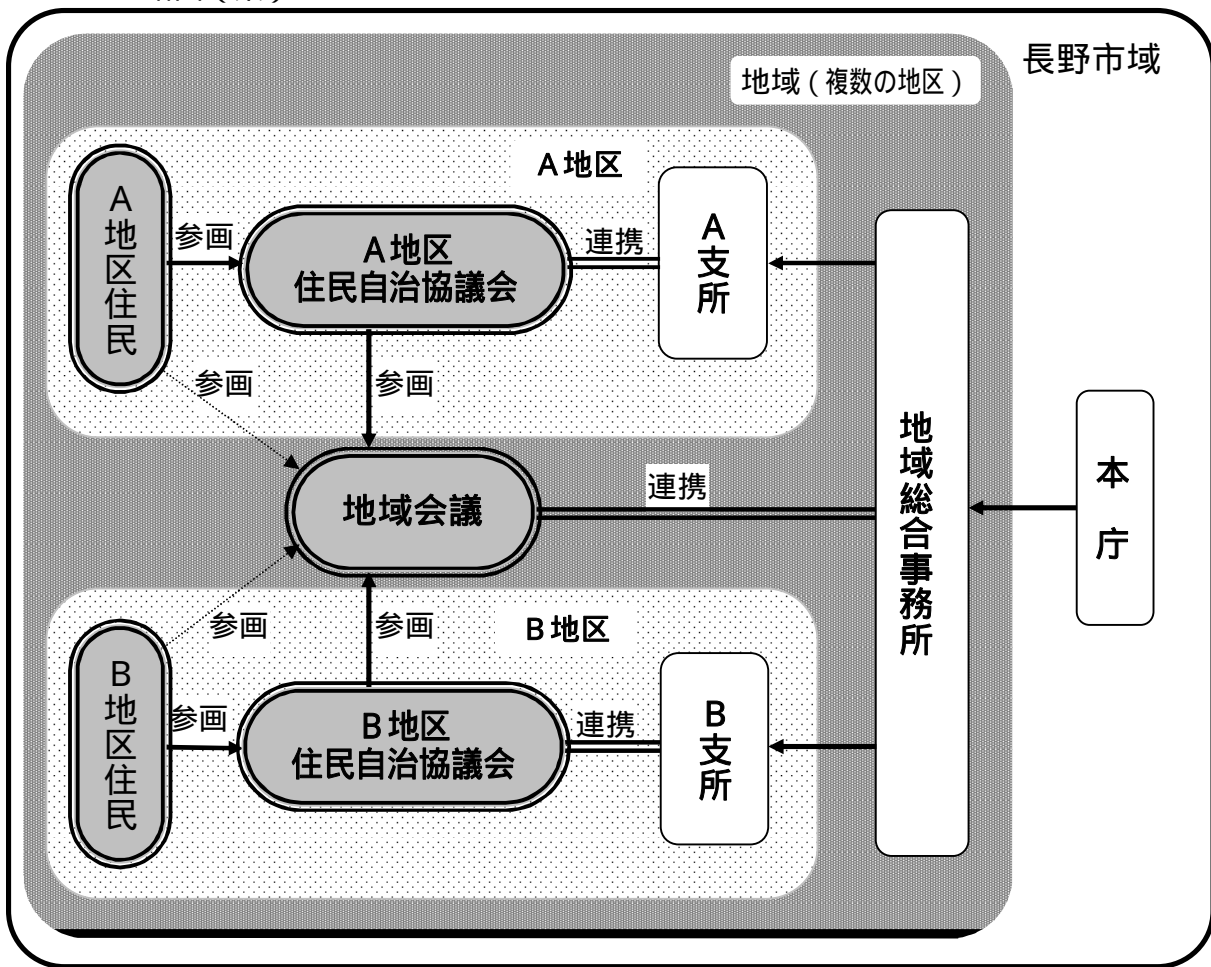 長野市域
地域（複数の地区）
A地区
A地区住民
参画
A地区
住民自治協議会
連携
A支所
参画
参画
地域会議
連携
地域総合事務所
本庁
参画
参画
B地区
B地区住民
参画
B地区
住民自治協議会
連携
B支所